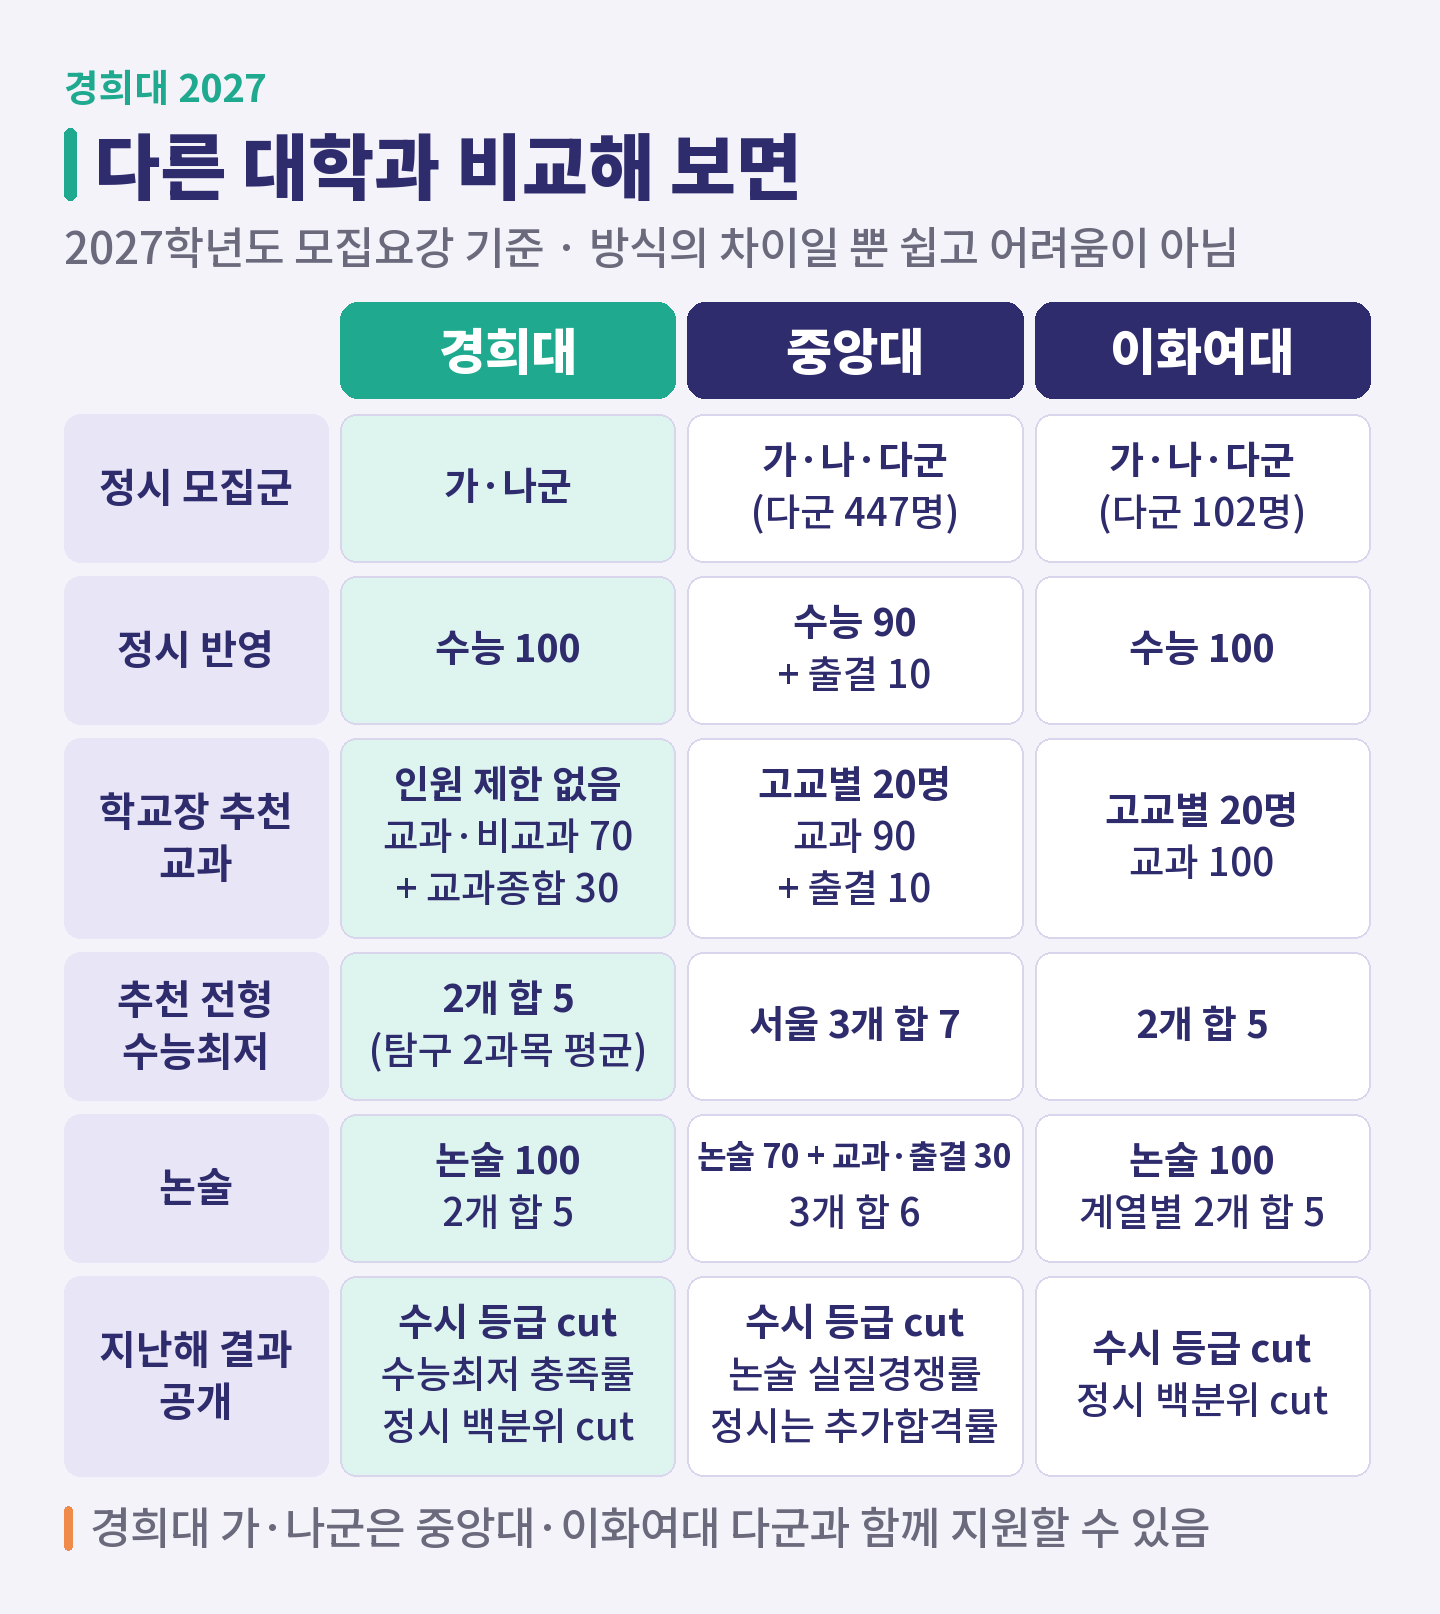 경희대 2027
다른 대학과 비교해 보면
2027학년도 모집요강 기준 · 방식의 차이일 뿐 쉽고 어려움이 아님
경희대 중앙대 이화여대
정시 모집군
가·나군
가·나·다군
(다군 447명)
가·나·다군
(다군 102명)
정시 반영
수능 100
수능 90
+ 출결 10
수능 100
학교장 추천
교과
인원 제한 없음
교과·비교과 70
+ 교과종합 30
고교별 20명
교과 90
+ 출결 10
고교별 20명
교과 100
추천 전형
수능최저
2개 합 5
(탐구 2과목 평균)
서울 3개 합 7
2개 합 5
논술
논술 100
2개 합 5
논술 70 + 교과·출결 30
3개 합 6
논술 100
계열별 2개 합 5
지난해 결과
공개
수시 등급 cut
수능최저 충족률
정시 백분위 cut
수시 등급 cut
논술 실질경쟁률
정시는 추가합격률
수시 등급 cut
정시 백분위 cut
경희대 가·나군은 중앙대·이화여대 다군과 함께 지원할 수 있음